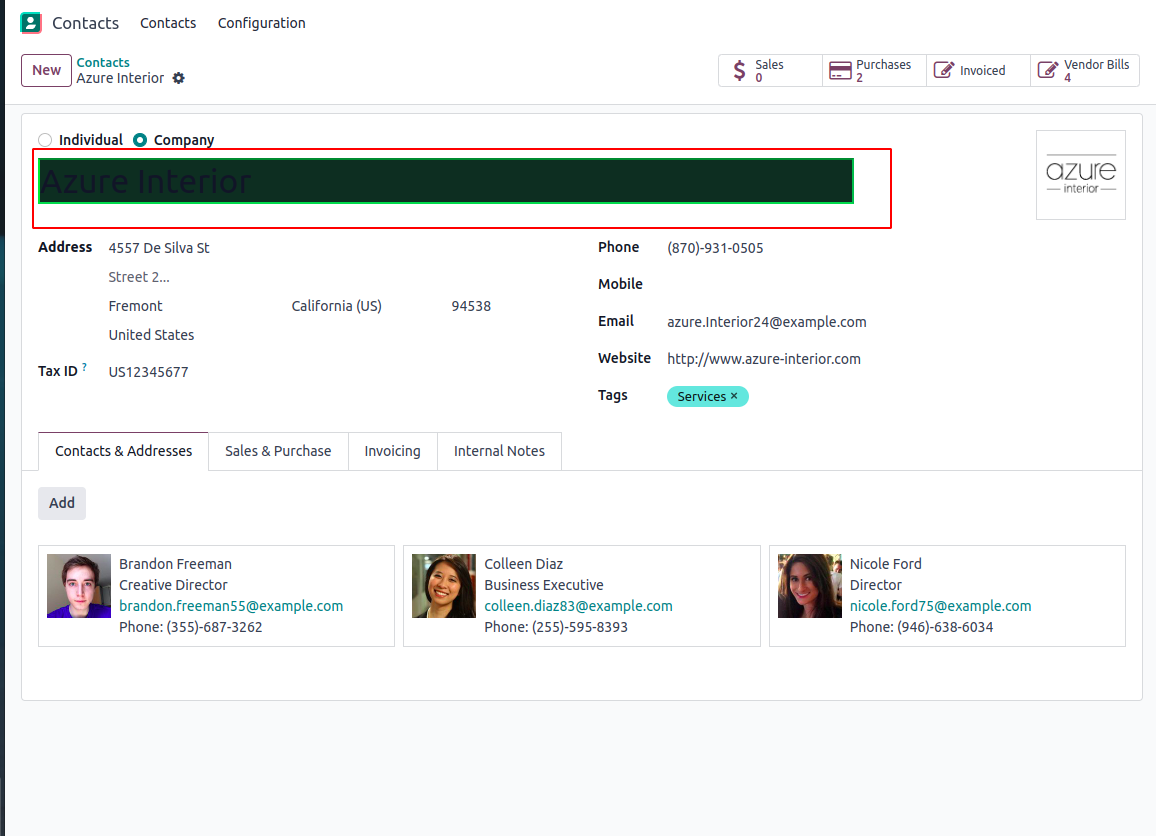 Contacts Contacts Configuration
New Contacts
Azure Interior
Sales 0
Purchases 2
Invoiced
Vendor Bills 4
Individual Company
Azure Interior
azure
interior
Address 4557 De Silva St
Street 2...
Fremont California (US) 94538
United States
Tax ID ? US12345677
Phone (870)-931-0505
Mobile
Email azure.Interior24@example.com
Website http://www.azure-interior.com
Tags Services ×
Contacts & Addresses Sales & Purchase Invoicing Internal Notes
Add
Brandon Freeman
Creative Director
brandon.freeman55@example.com
Phone: (355)-687-3262
Colleen Diaz
Business Executive
colleen.diaz83@example.com
Phone: (255)-595-8393
Nicole Ford
Director
nicole.ford75@example.com
Phone: (946)-638-6034